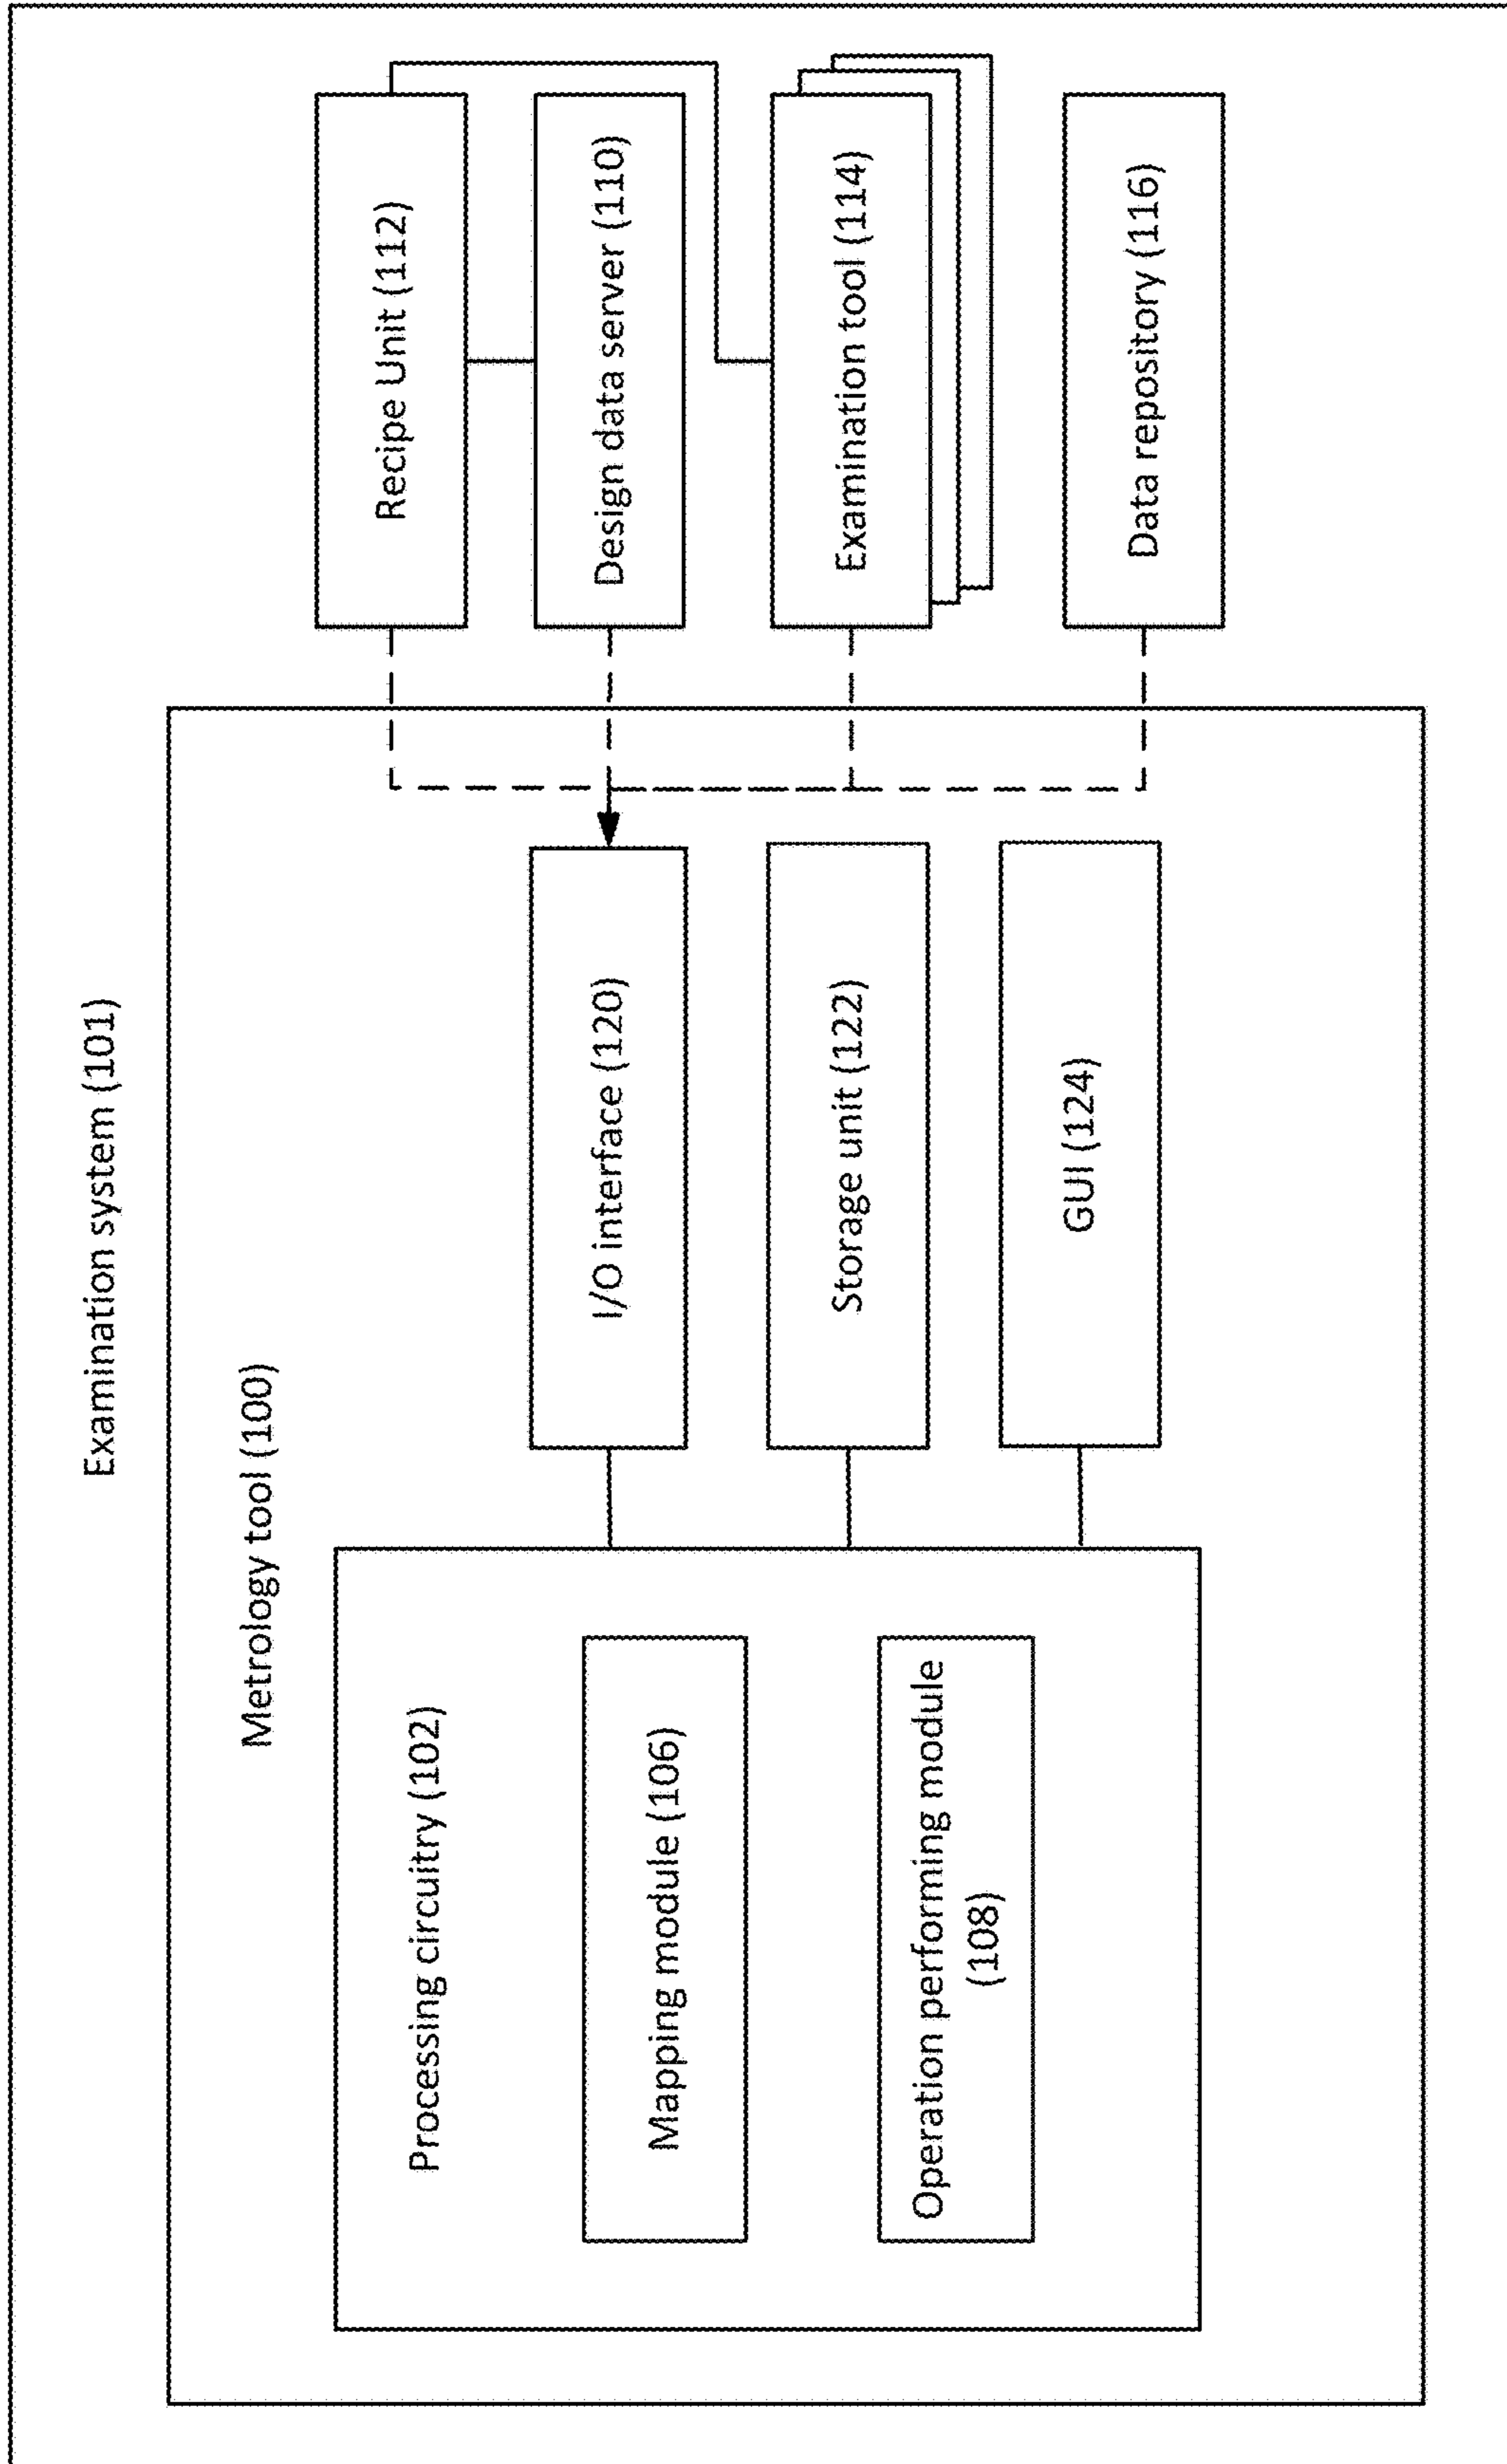 Examination system (101)
Metrology tool (100)
Processing circuitry (102)
Mapping module (106)
Operation performing module
(108)
I/O interface (120)
Storage unit (122)
GUI (124)
Recipe Unit (112)
Design data server (110)
Examination tool (114)
Data repository (116)